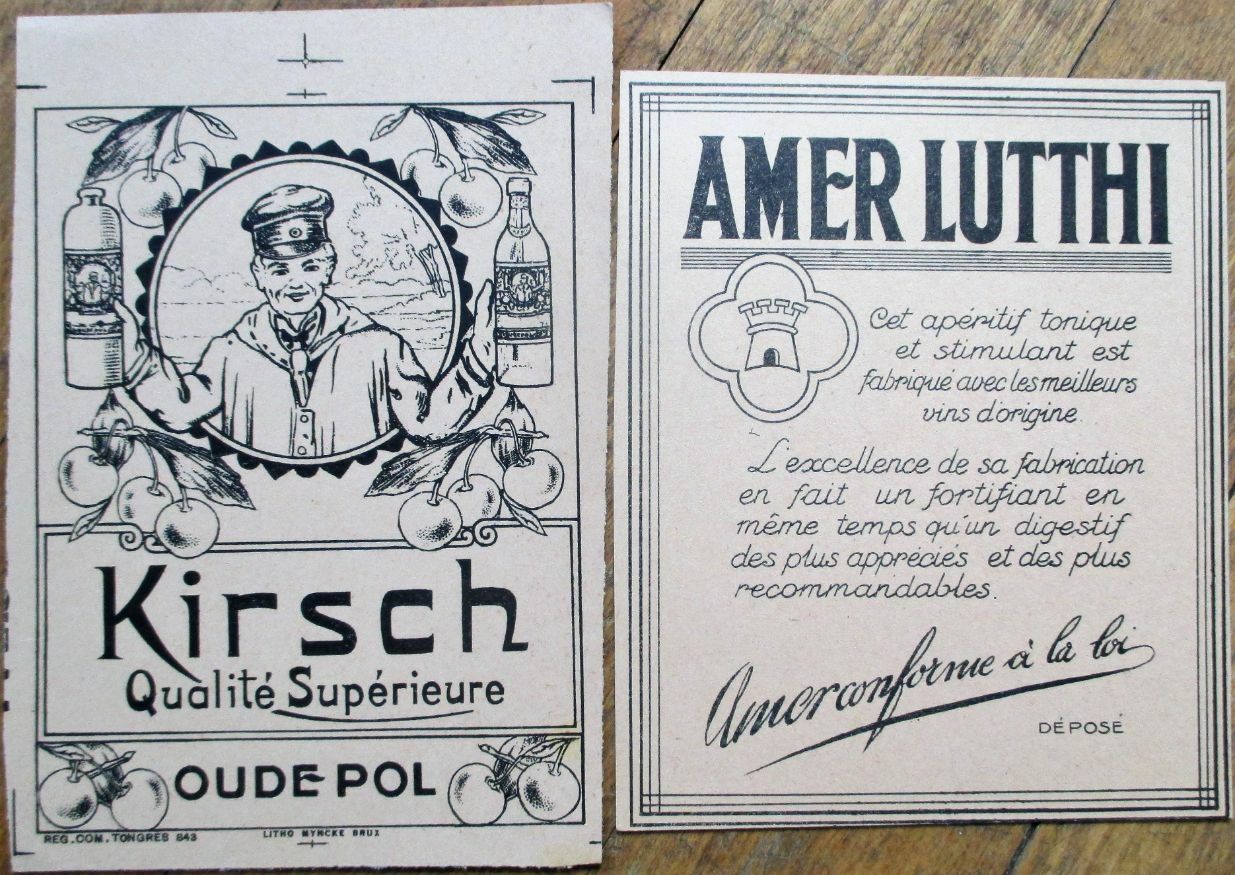 Kirsch
Qualité Supérieure
OUDE POL
REG. COM. TONGRES 843
LITHO MYNCKE BRUX
AMER LUTTHI
Cet apéritif tonique
et stimulant est
fabriqué avec les meilleurs
vins d'origine.
L'excellence de sa fabrication
en fait un fortifiant en
même temps qu'un digestif
des plus appréciés et des plus
recommandables.
Amer conforme à la loi
DÉPOSÉ